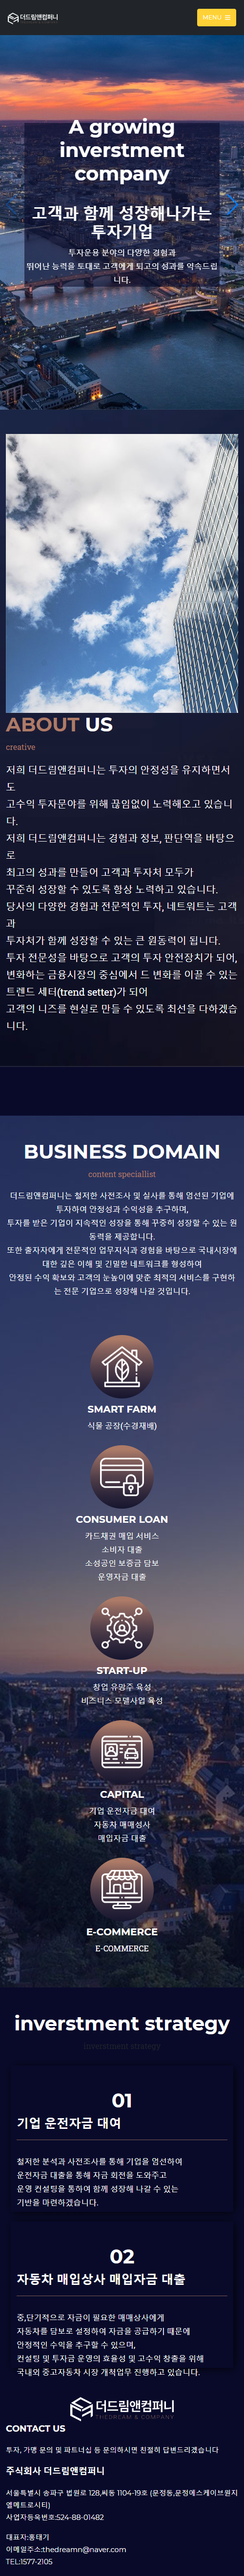 더드림앤컴퍼니
MENU
A growing
inverstment
company
고객과 함께 성장해나가는
투자기업
투자운용 분야의 다양한 경험과
뛰어난 능력을 토대로 고객에게 최고의 성과를 약속드립
니다.
ABOUT US
creative
저희 더드림앤컴퍼니는 투자의 안정성을 유지하면서
도
고수익 투자문야를 위해 끊임없이 노력해오고 있습니
다.
저희 더드림앤컴퍼니는 경험과 정보, 판단역을 바탕으
로
최고의 성과를 만들어 고객과 투자처 모두가
꾸준히 성장할 수 있도록 항상 노력하고 있습니다.
당사의 다양한 경험과 전문적인 투자, 네트워트는 고객
과
투자처가 함께 성장할 수 있는 큰 원동력이 됩니다.
투자 전문성을 바탕으로 고객의 투자 안전장치가 되어,
변화하는 금융시장의 중심에서 드 변화를 이끌 수 있는
트렌드 세터(trend setter)가 되어
고객의 니즈를 현실로 만들 수 있도록 최선을 다하겠습
니다.
BUSINESS DOMAIN
content speciallist
더드림앤컴퍼니는 철저한 사전조사 및 실사를 통해 엄선된 기업에
투자하여 안정성과 수익성을 추구하며,
투자를 받은 기업이 지속적인 성장을 통해 꾸중히 성장할 수 있는 원
동력을 제공합니다.
또한 출자자에게 전문적인 업무지식과 경험을 바탕으로 국내시장에
대한 깊은 이해 및 긴밀한 네트워크를 형성하여
안정된 수익 확보와 고객의 눈높이에 맞춘 최적의 서비스를 구현하
는 전문 기업으로 성장해 나갈 것입니다.
SMART FARM
식물 공장(수경재배)
CONSUMER LOAN
카드채권 매입 서비스
소비자 대출
소성공인 보증금 담보
운영자금 대출
START-UP
창업 유망주 육성
비즈니스 모델사업 육성
CAPITAL
기업 운전자금 대여
자동차 매매성사
매입자금 대출
E-COMMERCE
E-COMMERCE
inverstment strategy
inverstment strategy
01
기업 운전자금 대여
철저한 분석과 사전조사를 통해 기업을 엄선하여
운전자금 대출을 통해 자금 회전을 도와주고
운영 컨설팅을 통하여 함께 성장해 나갈 수 있는
기반을 마련하겠습니다.
02
자동차 매입상사 매입자금 대출
중,단기적으로 자금이 필요한 매매상사에게
자동차를 담보로 설정하여 자금을 공급하기 때문에
안정적인 수익을 추구할 수 있으며,
컨설팅 및 투자금 운영의 효율성 및 고수익 창출을 위해
국내외 중고자동차 시장 개척업무 진행하고 있습니다.
더드림앤컴퍼니
THEDREAM & COMPANY
CONTACT US
투자, 가맹 문의 및 파트너십 등 문의하시면 친절히 답변드리겠습니다
주식회사 더드림앤컴퍼니
서울특별시 송파구 법원로 128,씨동 1104-19호 (문정동,문정에스케이브원지
엘메트로시티)
사업자등옥번호:524-88-01482
대표자:홍태기
이메일주소:thedreamn@naver.com
TEL:1577-2105